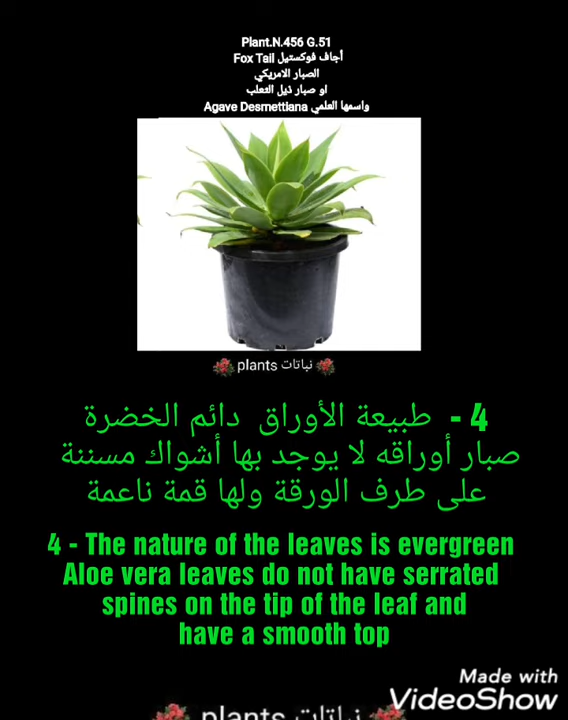 Plant.N.456 G.51
أجاف فوكستيل Fox Tail
الصبار الامريكي
او صبار ذيل الثعلب
واسمها العلمي Agave Desmettiana
نباتات plants
4 - طبيعة الأوراق دائم الخضرة
صبار أوراقه لا يوجد بها أشواك مسننة
على طرف الورقة ولها قمة ناعمة
4 - The nature of the leaves is evergreen
Aloe vera leaves do not have serrated
spines on the tip of the leaf and
have a smooth top
Made with
VideoShow
نباتات plants